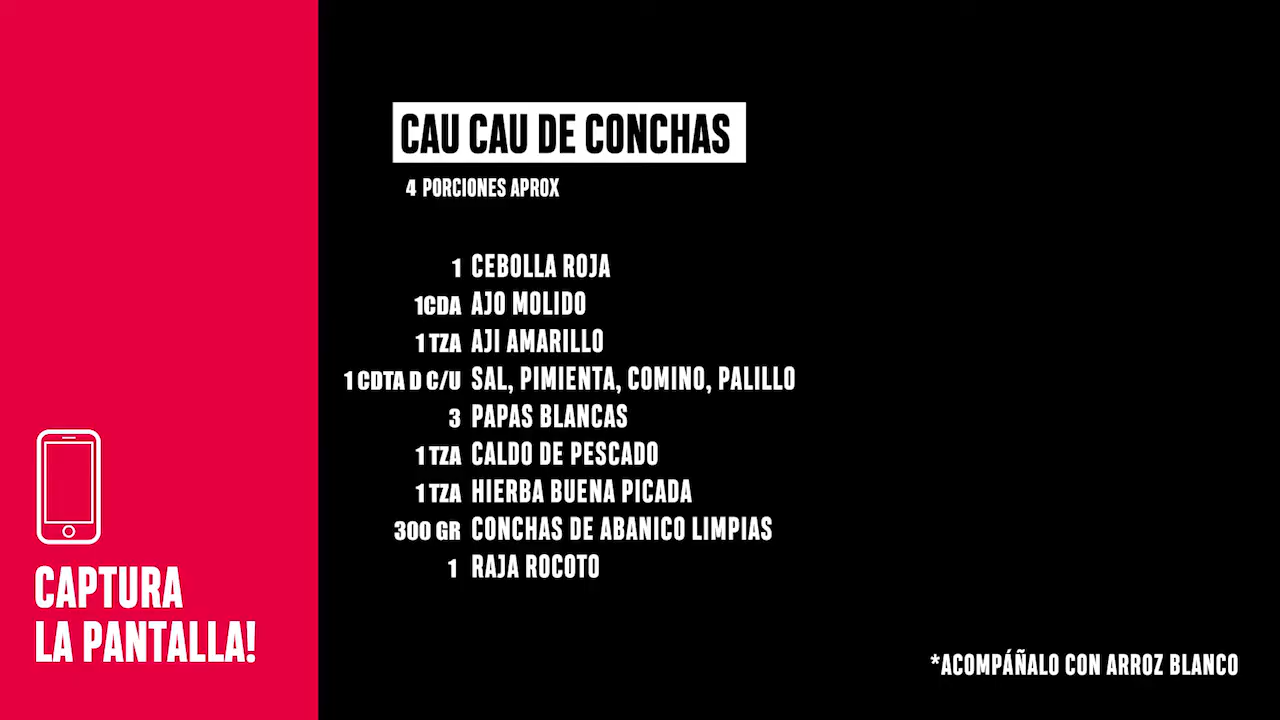 CAU CAU DE CONCHAS
4 PORCIONES APROX
1 CEBOLLA ROJA
1CDA AJO MOLIDO
1 TZA AJI AMARILLO
1 CDTA D C/U SAL, PIMIENTA, COMINO, PALILLO
3 PAPAS BLANCAS
1 TZA CALDO DE PESCADO
1 TZA HIERBA BUENA PICADA
300 GR CONCHAS DE ABANICO LIMPIAS
1 RAJA ROCOTO
CAPTURA
LA PANTALLA!
*ACOMPÁÑALO CON ARROZ BLANCO